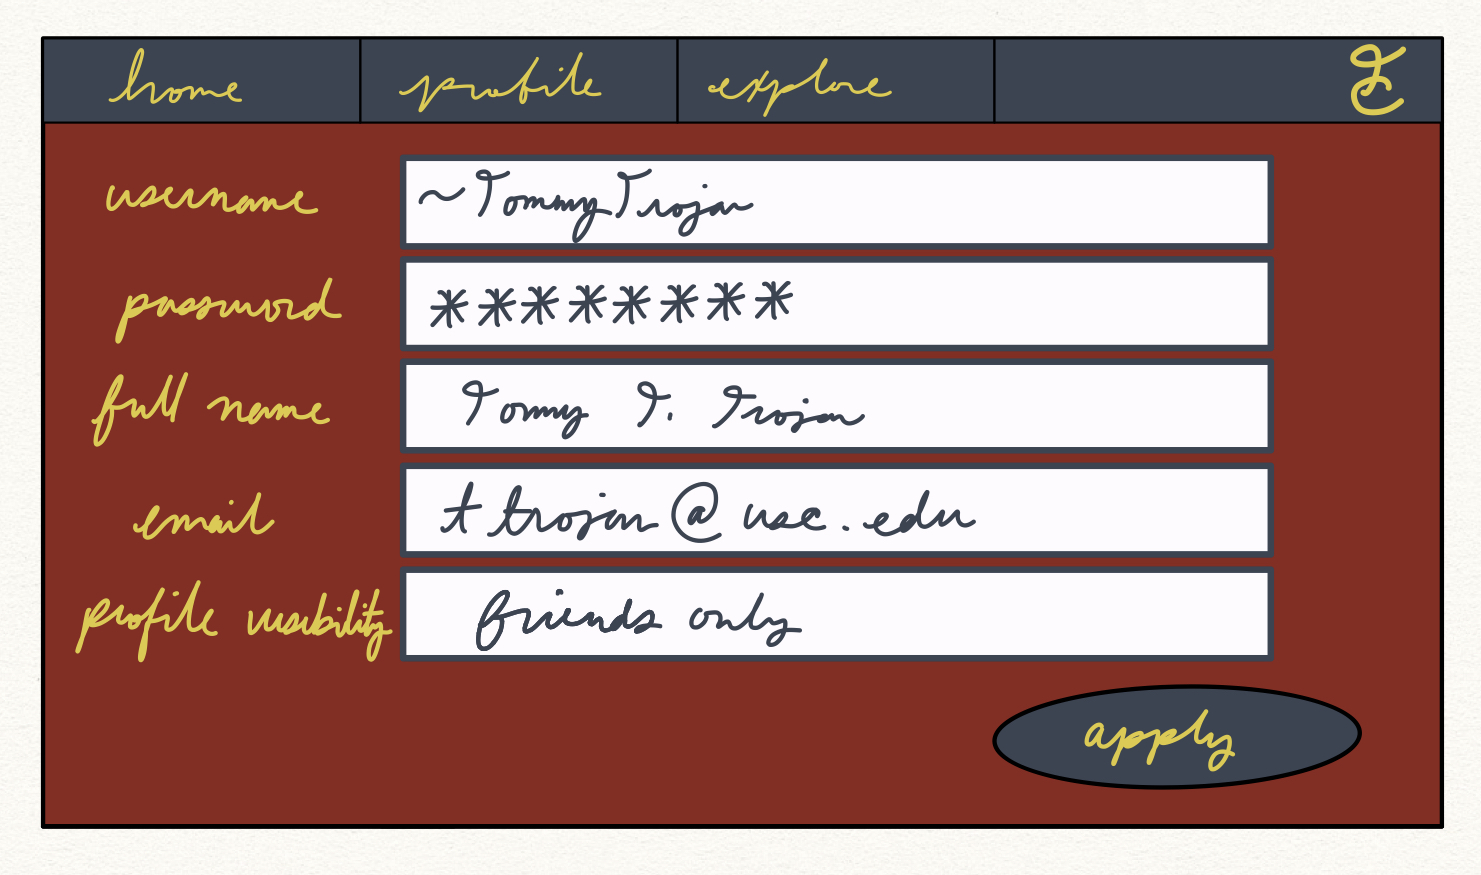 home profile explore
username ~TommyTrojan
password ********
full name Tommy T. Trojan
email ttrojan@usc.edu
profile visibility friends only
apply